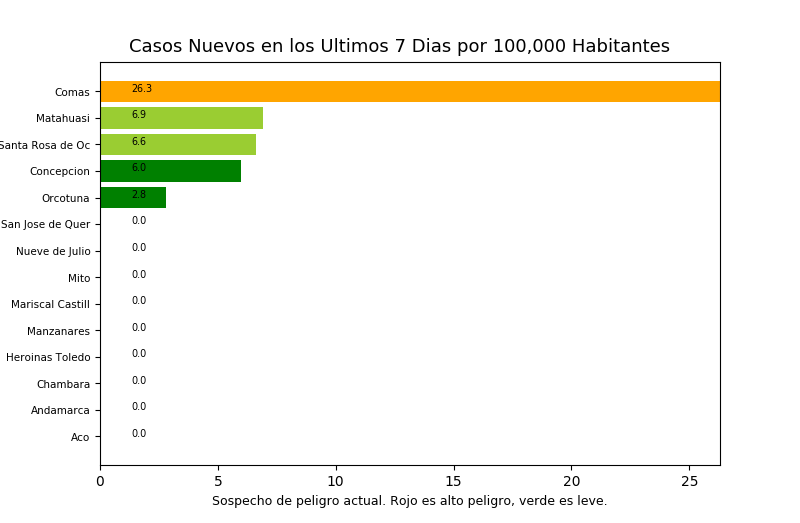 Casos Nuevos en los Ultimos 7 Dias por 100,000 Habitantes
Comas 26.3
Matahuasi 6.9
Santa Rosa de Oc 6.6
Concepcion 6.0
Orcotuna 2.8
San Jose de Quer 0.0
Nueve de Julio 0.0
Mito 0.0
Mariscal Castill 0.0
Manzanares 0.0
Heroinas Toledo 0.0
Chambara 0.0
Andamarca 0.0
Aco 0.0
0 5 10 15 20 25
Sospecho de peligro actual. Rojo es alto peligro, verde es leve.